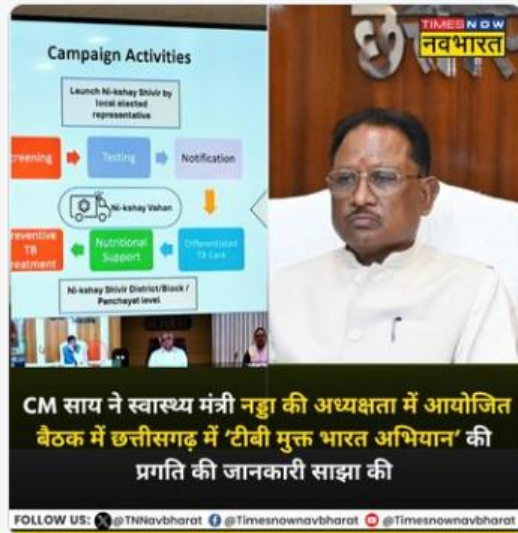 TIMES NOW
नवभारत
Campaign Activities
Launch Ni-kshay Shivir by
local elected
representative
creening
Testing
Notification
Ni-kshay Vahan
reventive
TB
reatment
Nutritional
Support
Differentiated
TB Care
Ni-kshay Shivir District/Block /
Panchayat level
CM साय ने स्वास्थ्य मंत्री नड्डा की अध्यक्षता में आयोजित
बैठक में छत्तीसगढ़ में ‘टीबी मुक्त भारत अभियान’ की
प्रगति की जानकारी साझा की
FOLLOW US: @TNNavbharat @Timesnownavbharat @Timesnownavbharat